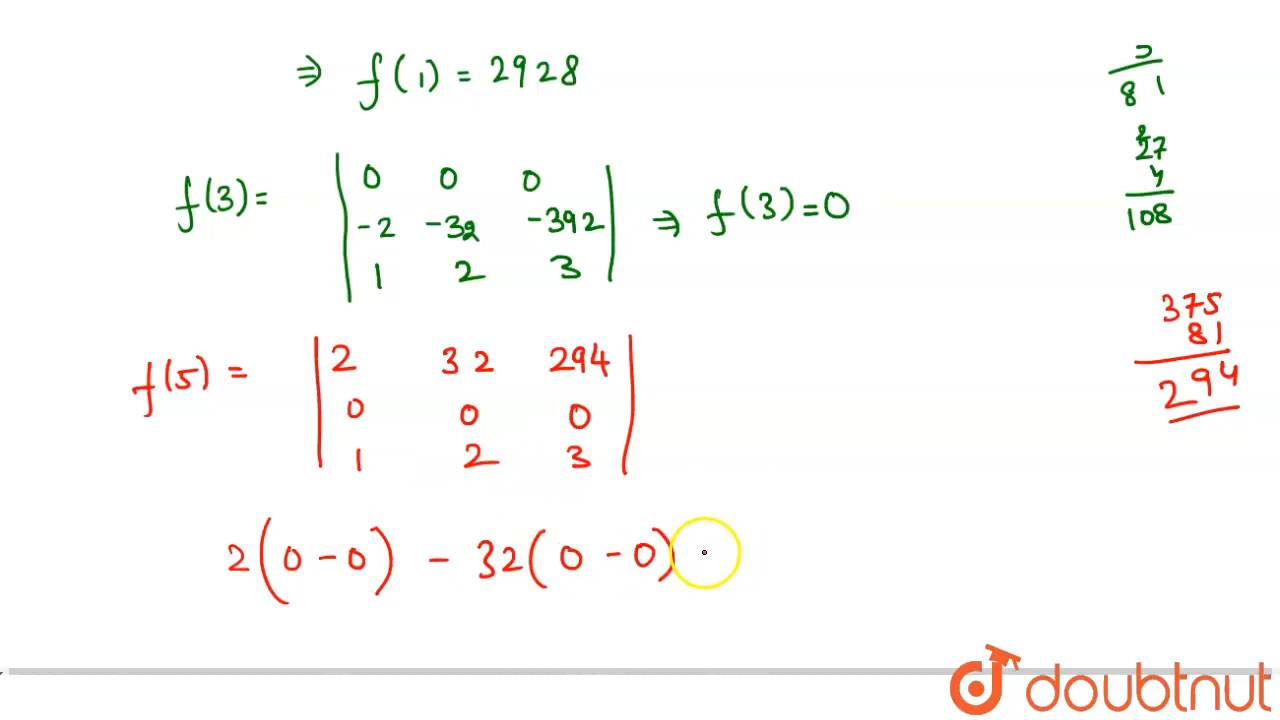 ⇒ f(1) = 2928
f(3)= | 0 0 0 |
| -2 -32 -392 | ⇒ f(3)=0
| 1 2 3 |
f(5) = | 2 32 294 |
| 0 0 0 |
| 1 2 3 |
2(0-0) - 32(0-0)
81
27
108
375
81
294
doubtnut